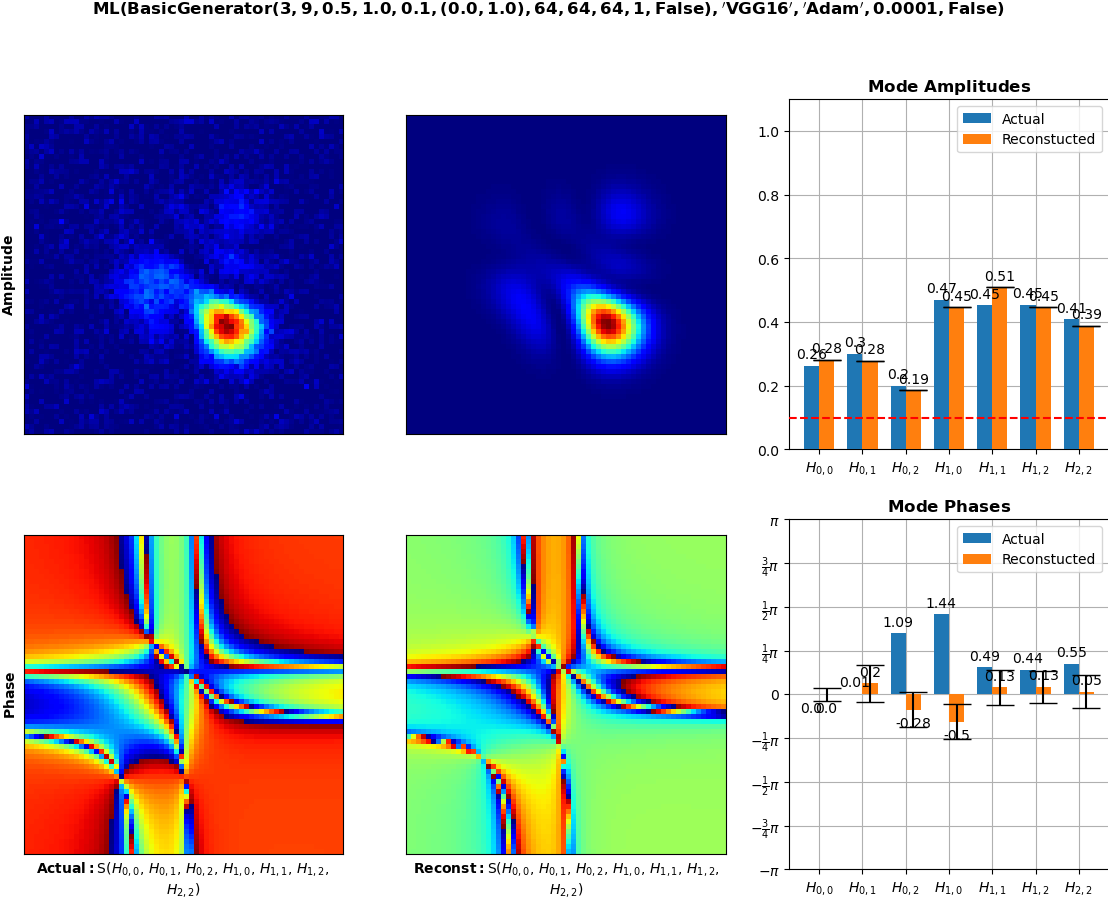 ML(BasicGenerator(3, 9, 0.5, 1.0, 0.1, (0.0, 1.0), 64, 64, 64, 1, False), 'VGG16', 'Adam', 0.0001, False)
Mode Amplitudes
Actual
Reconstucted
1.0
0.8
0.6
0.4
0.2
0.0
0.26
0.28
0.3
0.28
0.2
0.19
0.47
0.45
0.45
0.51
0.45
0.45
0.41
0.39
H0,0 H0,1 H0,2 H1,0 H1,1 H1,2 H2,2
Amplitude
Mode Phases
Actual
Reconstucted
π
3/4π
1/2π
1/4π
0
−1/4π
−1/2π
−3/4π
−π
0.0
0.0
0.2
1.09
-0.28
1.44
-0.5
0.49
0.13
0.44
0.13
0.55
0.05
H0,0 H0,1 H0,2 H1,0 H1,1 H1,2 H2,2
Phase
Actual: S(H0,0, H0,1, H0,2, H1,0, H1,1, H1,2,
H2,2)
Reconst: S(H0,0, H0,1, H0,2, H1,0, H1,1, H1,2,
H2,2)